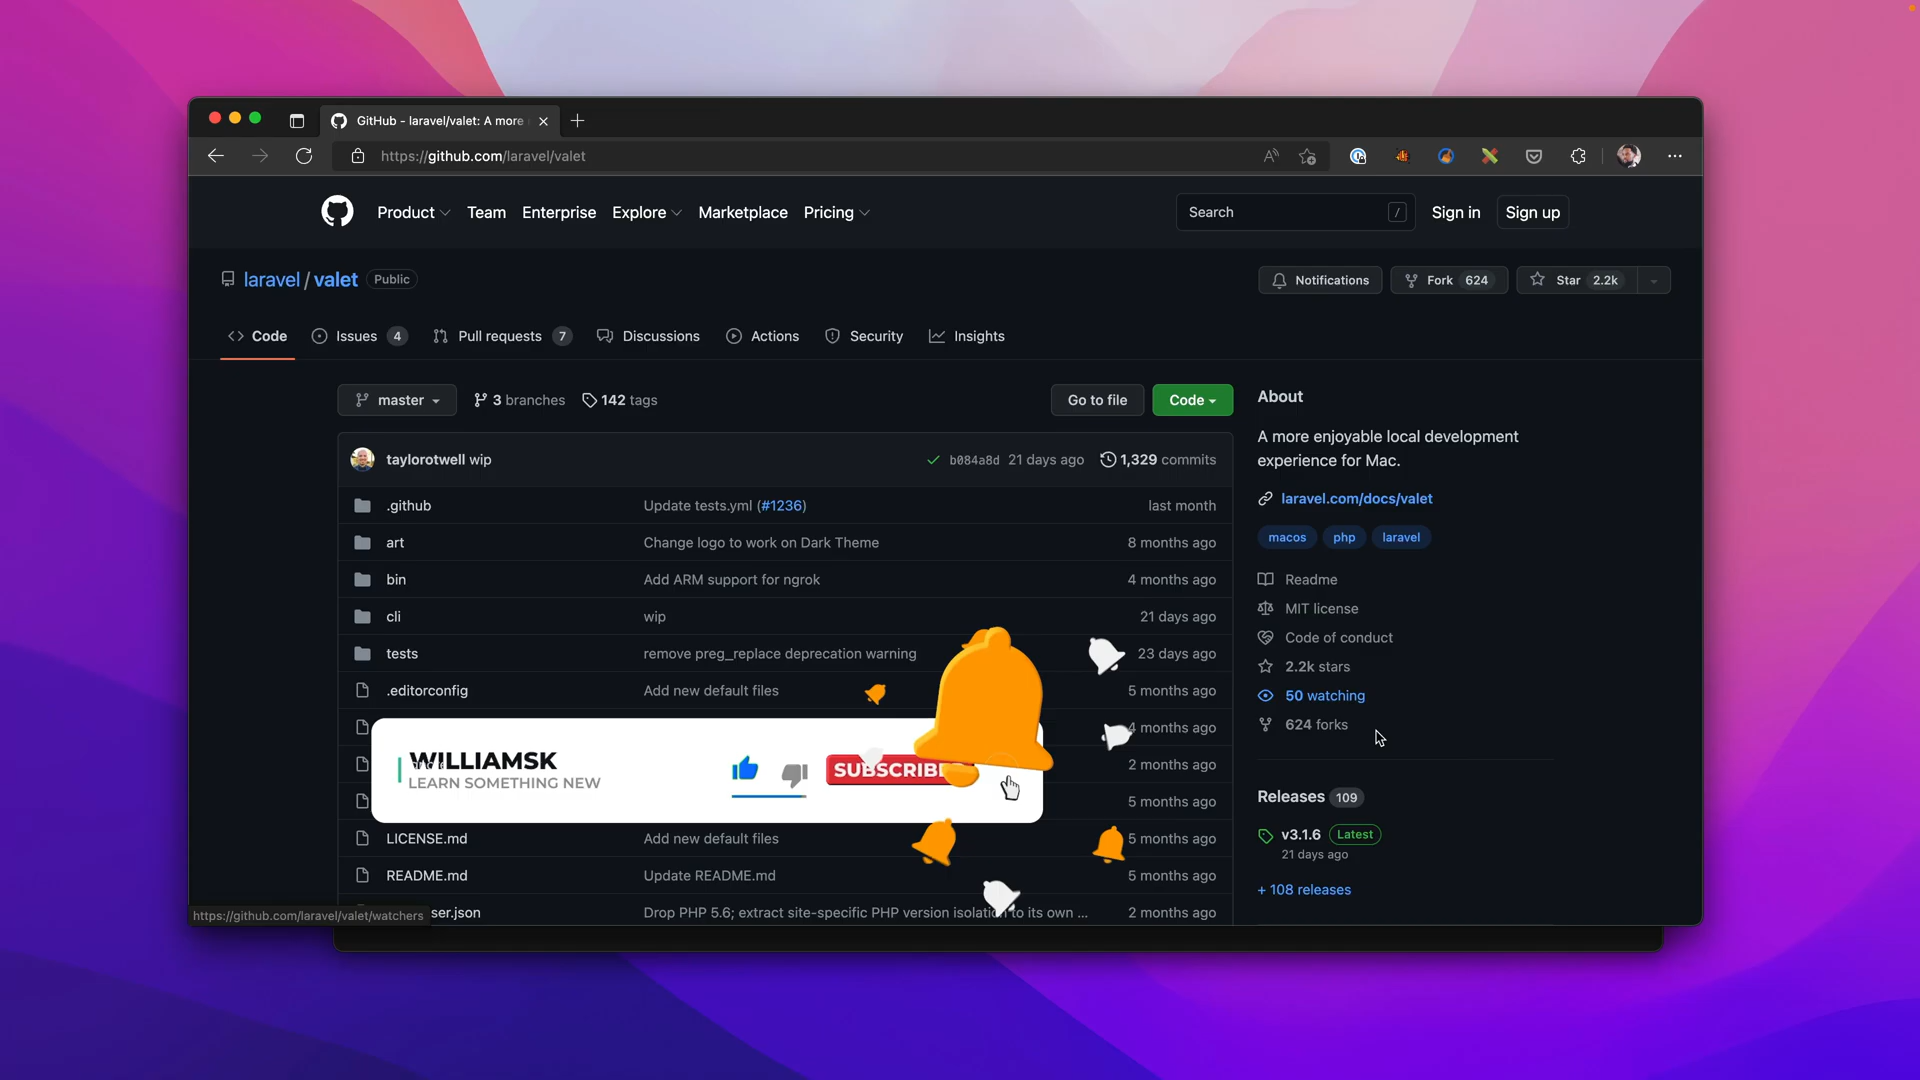 GitHub - laravel/valet: A more
https://github.com/laravel/valet
Product Team Enterprise Explore Marketplace Pricing
Search /
Sign in Sign up
laravel / valet Public
Notifications Fork 624 Star 2.2k
Code Issues 4 Pull requests 7 Discussions Actions Security Insights
master 3 branches 142 tags Go to file Code
taylorotwell wip b084a8d 21 days ago 1,329 commits
.github Update tests.yml (#1236) last month
art Change logo to work on Dark Theme 8 months ago
bin Add ARM support for ngrok 4 months ago
cli wip 21 days ago
tests remove preg_replace deprecation warning 23 days ago
.editorconfig Add new default files 5 months ago
4 months ago
2 months ago
5 months ago
WILLIAMSK
LEARN SOMETHING NEW
SUBSCRIBE
LICENSE.md Add new default files 5 months ago
README.md Update README.md 5 months ago
ser.json Drop PHP 5.6; extract site-specific PHP version isolation to its own ... 2 months ago
About
A more enjoyable local development
experience for Mac.
laravel.com/docs/valet
macos php laravel
Readme
MIT license
Code of conduct
2.2k stars
50 watching
624 forks
Releases 109
v3.1.6 Latest
21 days ago
+ 108 releases
https://github.com/laravel/valet/watchers